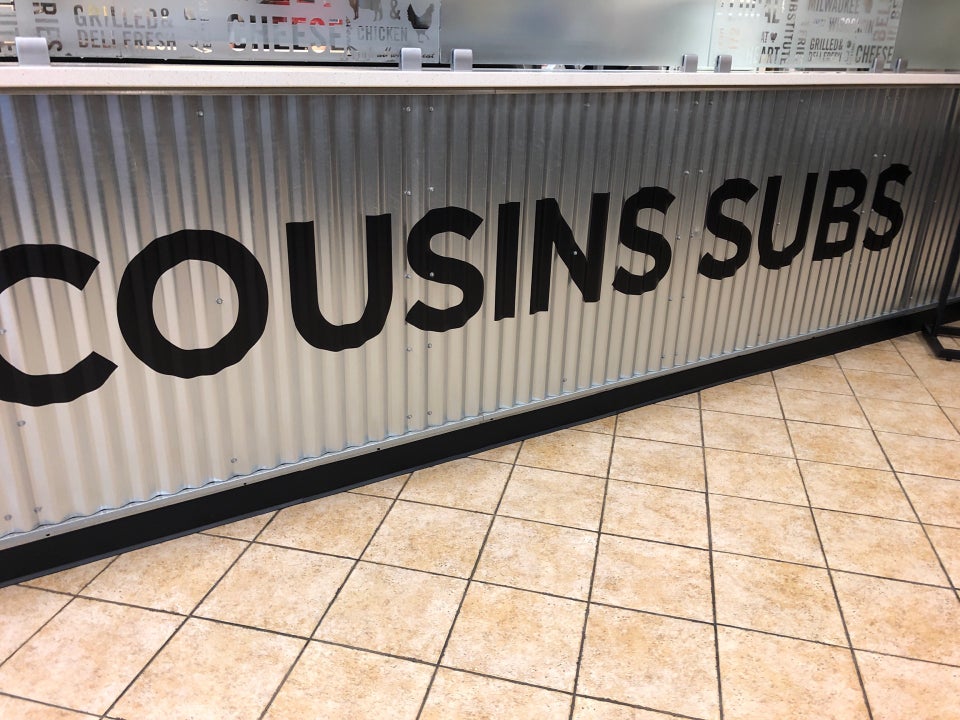 GRILLED &
DELI FRESH
CHEESE
&
CHICKEN
MILWAUKEE
GRILLED &
DELI FRESH
CHEESE
COUSINS SUBS